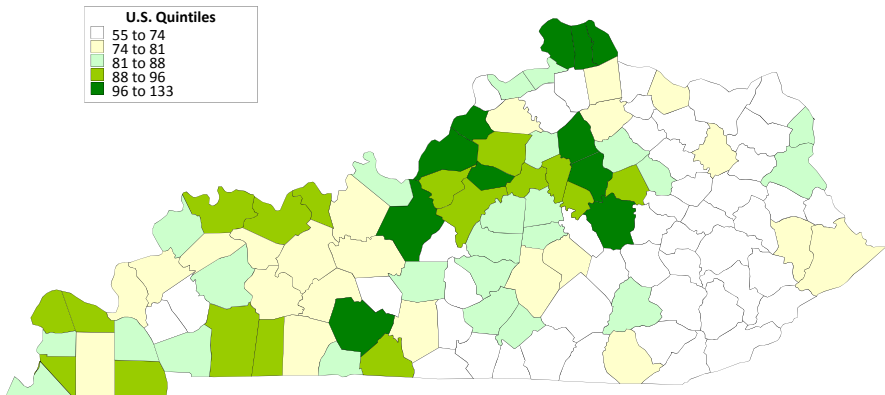 U.S. Quintiles
55 to 74
74 to 81
81 to 88
88 to 96
96 to 133